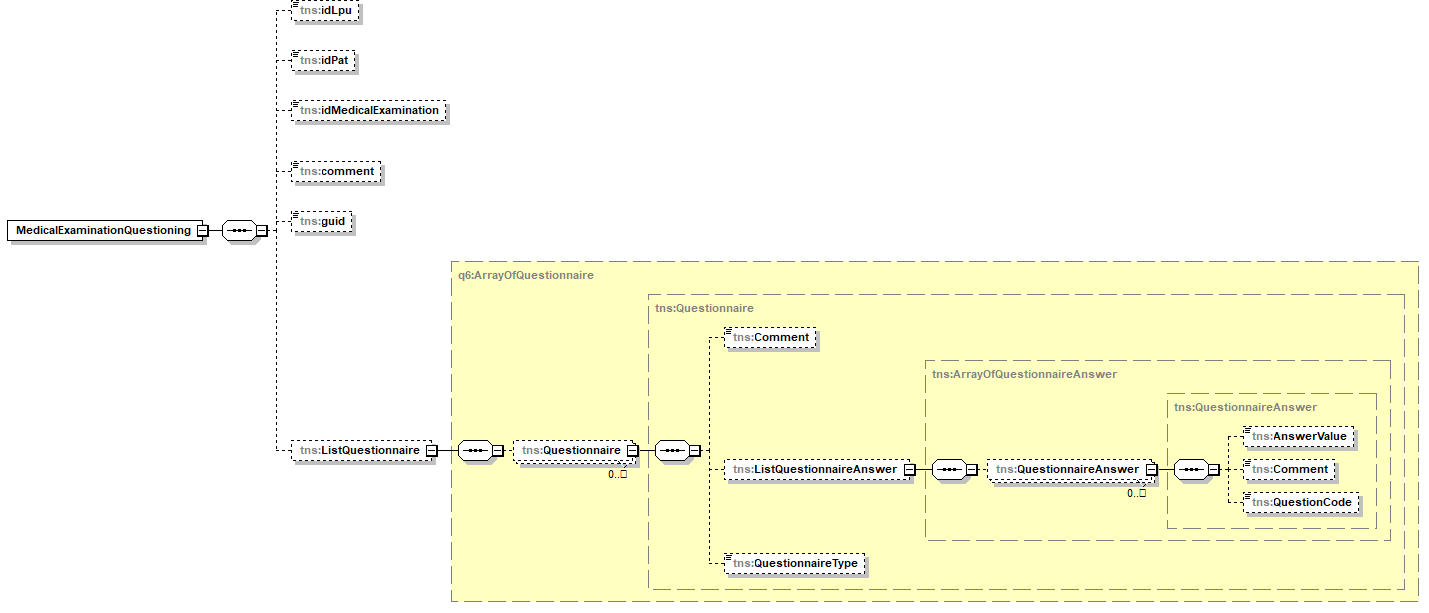 tns:idLpu
tns:idPat
tns:idMedicalExamination
tns:comment
tns:guid
MedicalExaminationQuestioning
q6:ArrayOfQuestionnaire
tns:Questionnaire
tns:Comment
tns:ArrayOfQuestionnaireAnswer
tns:QuestionnaireAnswer
tns:AnswerValue
tns:ListQuestionnaire
tns:Questionnaire
0..□
tns:ListQuestionnaireAnswer
tns:QuestionnaireAnswer
0..□
tns:Comment
tns:QuestionCode
tns:QuestionnaireType